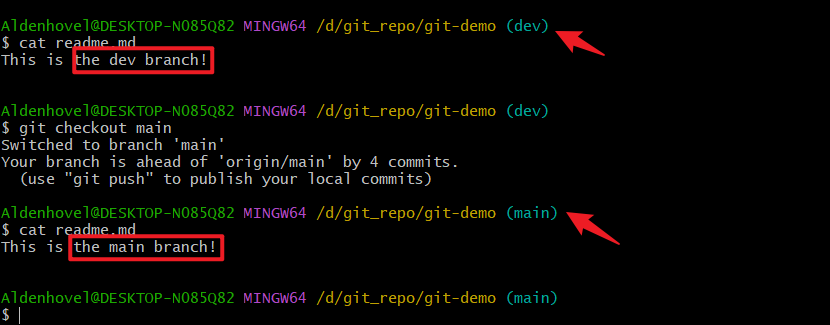 Aldenhovel@DESKTOP-N085Q82 MINGW64 /d/git_repo/git-demo (dev)
$ cat readme.md
This is the dev branch!
Aldenhovel@DESKTOP-N085Q82 MINGW64 /d/git_repo/git-demo (dev)
$ git checkout main
Switched to branch 'main'
Your branch is ahead of 'origin/main' by 4 commits.
  (use "git push" to publish your local commits)
Aldenhovel@DESKTOP-N085Q82 MINGW64 /d/git_repo/git-demo (main)
$ cat readme.md
This is the main branch!
Aldenhovel@DESKTOP-N085Q82 MINGW64 /d/git_repo/git-demo (main)
$